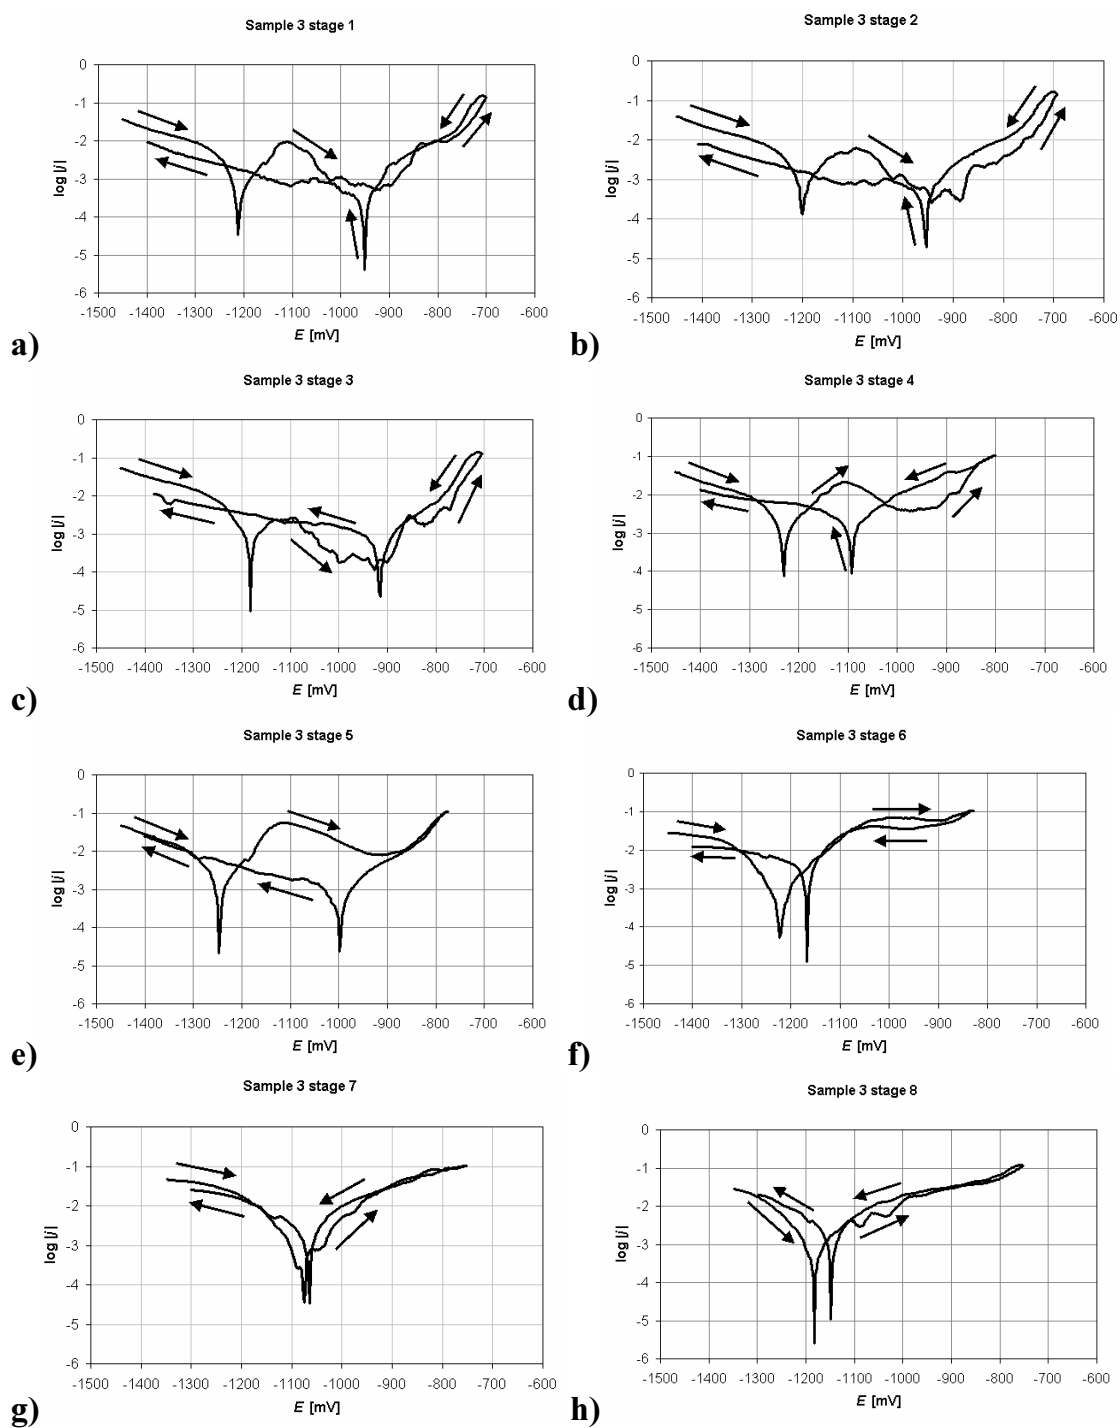 Sample 3 stage 1
0
-1
-2
-3
-4
-5
-6
log |j|
-1500 -1400 -1300 -1200 -1100 -1000 -900 -800 -700 -600
E [mV]
a)
Sample 3 stage 2
0
-1
-2
-3
-4
-5
-6
log |j|
-1500 -1400 -1300 -1200 -1100 -1000 -900 -800 -700 -600
E [mV]
b)
Sample 3 stage 3
0
-1
-2
-3
-4
-5
-6
log |j|
-1500 -1400 -1300 -1200 -1100 -1000 -900 -800 -700 -600
E [mV]
c)
Sample 3 stage 4
0
-1
-2
-3
-4
-5
-6
log |j|
-1500 -1400 -1300 -1200 -1100 -1000 -900 -800 -700 -600
E [mV]
d)
Sample 3 stage 5
0
-1
-2
-3
-4
-5
-6
log |j|
-1500 -1400 -1300 -1200 -1100 -1000 -900 -800 -700 -600
E [mV]
e)
Sample 3 stage 6
0
-1
-2
-3
-4
-5
-6
log |j|
-1500 -1400 -1300 -1200 -1100 -1000 -900 -800 -700 -600
E [mV]
f)
Sample 3 stage 7
0
-1
-2
-3
-4
-5
-6
log |j|
-1500 -1400 -1300 -1200 -1100 -1000 -900 -800 -700 -600
E [mV]
g)
Sample 3 stage 8
0
-1
-2
-3
-4
-5
-6
log |j|
-1500 -1400 -1300 -1200 -1100 -1000 -900 -800 -700 -600
E [mV]
h)